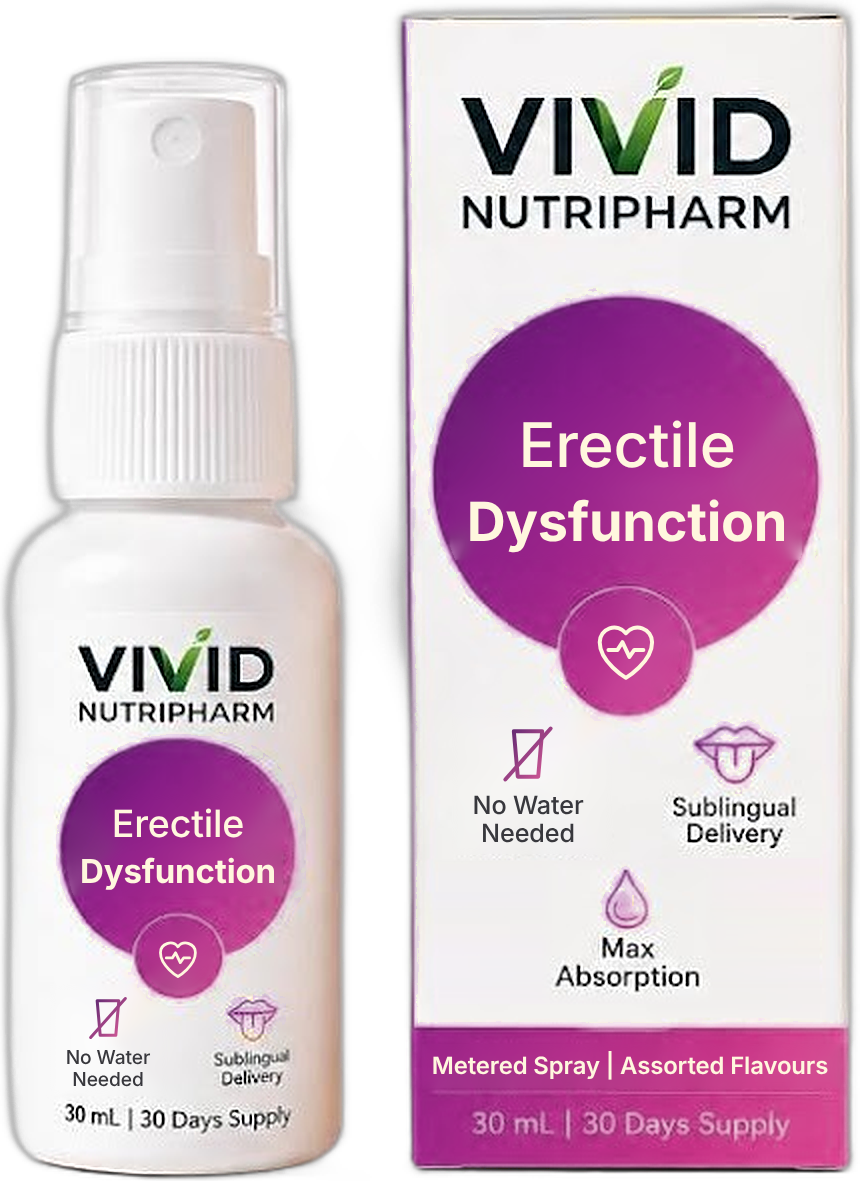 VIVID
NUTRIPHARM
Erectile
Dysfunction
No Water
Needed
Sublingual
Delivery
30 mL | 30 Days Supply
VIVID
NUTRIPHARM
Erectile
Dysfunction
No Water
Needed
Sublingual
Delivery
Max
Absorption
Metered Spray | Assorted Flavours
30 mL | 30 Days Supply